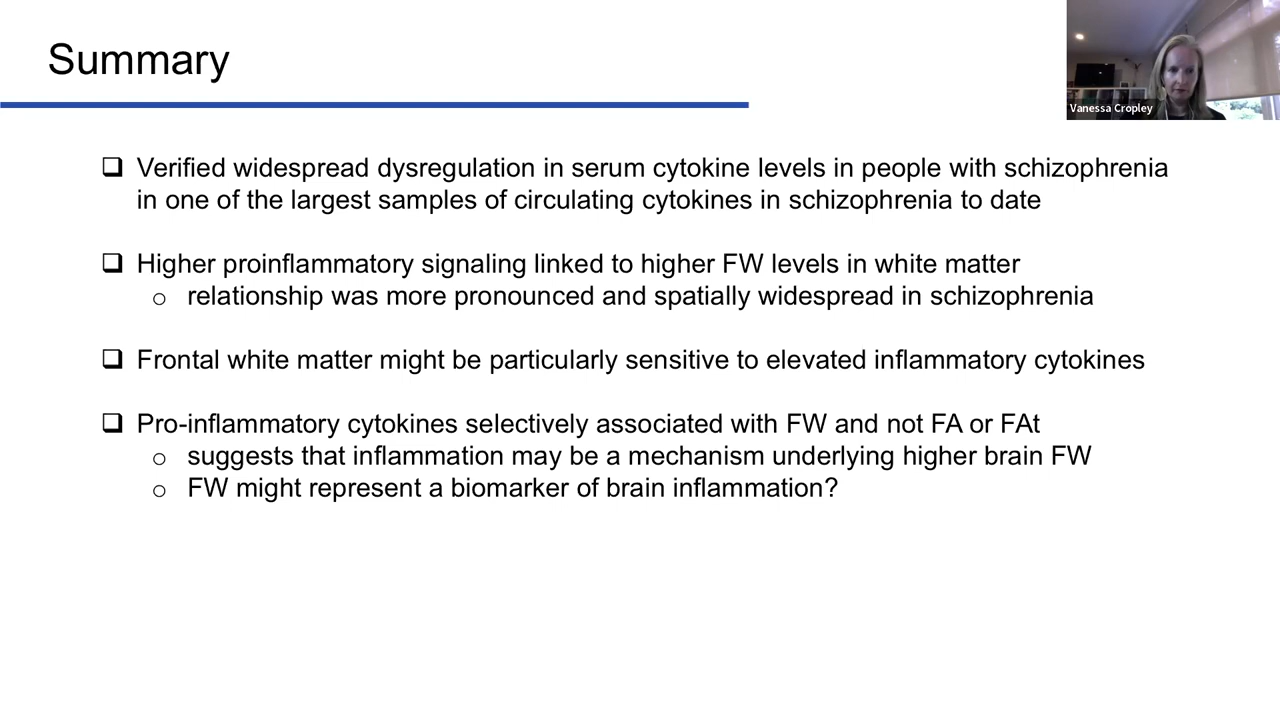 Summary
Vanessa Cropley
❑ Verified widespread dysregulation in serum cytokine levels in people with schizophrenia
in one of the largest samples of circulating cytokines in schizophrenia to date
❑ Higher proinflammatory signaling linked to higher FW levels in white matter
o relationship was more pronounced and spatially widespread in schizophrenia
❑ Frontal white matter might be particularly sensitive to elevated inflammatory cytokines
❑ Pro-inflammatory cytokines selectively associated with FW and not FA or FAt
o suggests that inflammation may be a mechanism underlying higher brain FW
o FW might represent a biomarker of brain inflammation?